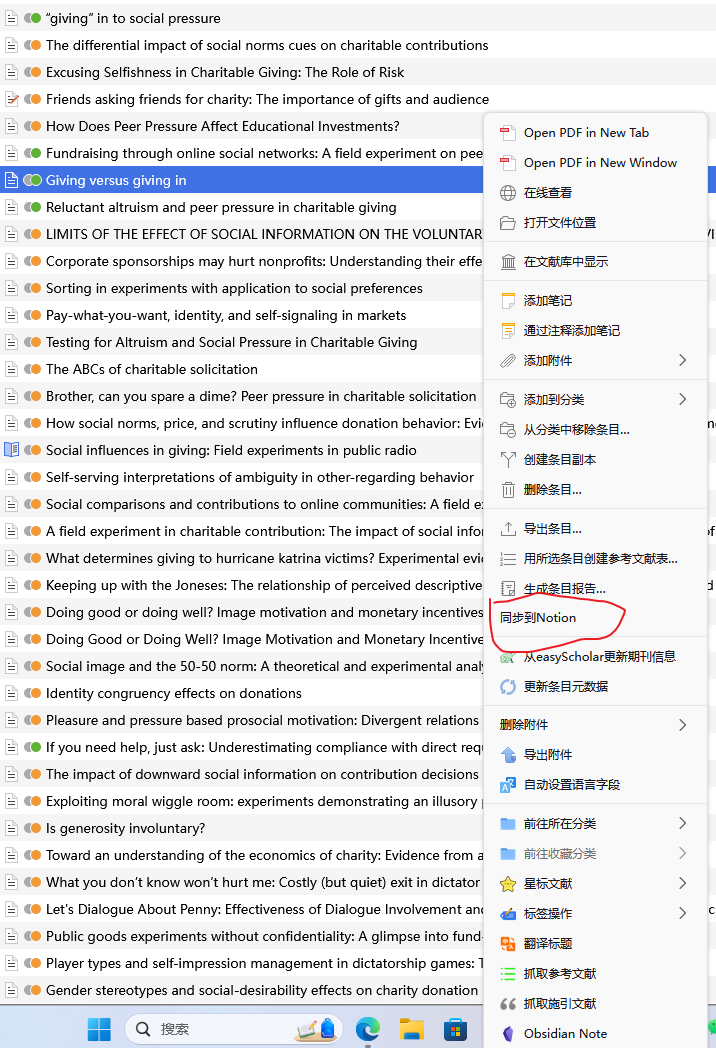 “giving” in to social pressure
The differential impact of social norms cues on charitable contributions
Excusing Selfishness in Charitable Giving: The Role of Risk
Friends asking friends for charity: The importance of gifts and audience
How Does Peer Pressure Affect Educational Investments?
Fundraising through online social networks: A field experiment on pee
Giving versus giving in
Reluctant altruism and peer pressure in charitable giving
LIMITS OF THE EFFECT OF SOCIAL INFORMATION ON THE VOLUNTAR
Corporate sponsorships may hurt nonprofits: Understanding their effe
Sorting in experiments with application to social preferences
Pay-what-you-want, identity, and self-signaling in markets
Testing for Altruism and Social Pressure in Charitable Giving
The ABCs of charitable solicitation
Brother, can you spare a dime? Peer pressure in charitable solicitation
How social norms, price, and scrutiny influence donation behavior: Evi
Social influences in giving: Field experiments in public radio
Self-serving interpretations of ambiguity in other-regarding behavior
Social comparisons and contributions to online communities: A field e
A field experiment in charitable contribution: The impact of social infor
What determines giving to hurricane katrina victims? Experimental evi
Keeping up with the Joneses: The relationship of perceived descriptive
Doing good or doing well? Image motivation and monetary incentives
Doing Good or Doing Well? Image Motivation and Monetary Incentive
Social image and the 50-50 norm: A theoretical and experimental analy
Identity congruency effects on donations
Pleasure and pressure based prosocial motivation: Divergent relations
If you need help, just ask: Underestimating compliance with direct requ
The impact of downward social information on contribution decisions
Exploiting moral wiggle room: experiments demonstrating an illusory p
Is generosity involuntary?
Toward an understanding of the economics of charity: Evidence from a
What you don’t know won’t hurt me: Costly (but quiet) exit in dictator
Let's Dialogue About Penny: Effectiveness of Dialogue Involvement and
Public goods experiments without confidentiality: A glimpse into fund-
Player types and self-impression management in dictatorship games: T
Gender stereotypes and social-desirability effects on charity donation
Open PDF in New Tab
Open PDF in New Window
在线查看
打开文件位置
在文献库中显示
添加笔记
通过注释添加笔记
添加附件
添加到分类
从分类中移除条目...
创建条目副本
删除条目...
导出条目...
用所选条目创建参考文献表...
生成条目报告...
同步到Notion
从easyScholar更新期刊信息
更新条目元数据
删除附件
导出附件
自动设置语言字段
前往所在分类
前往收藏分类
星标文献
标签操作
翻译标题
抓取参考文献
抓取施引文献
Obsidian Note
搜索